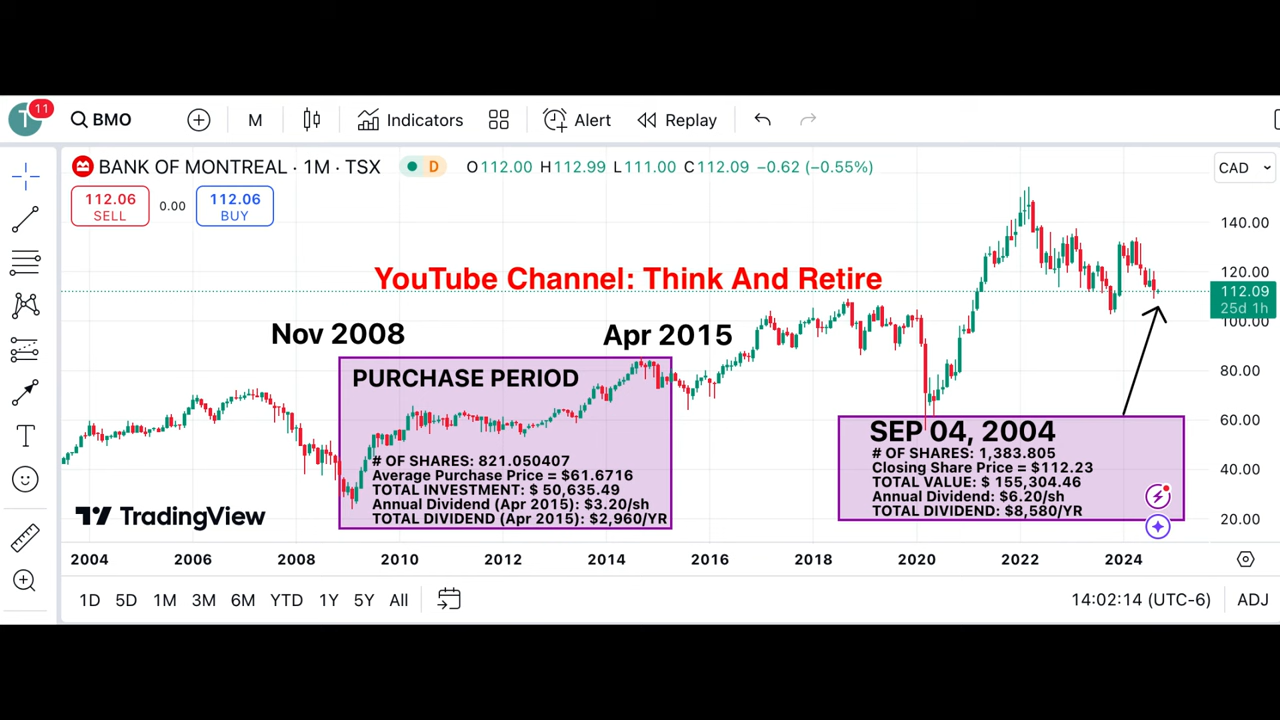 T 11
BMO
M
Indicators
Alert
Replay
BANK OF MONTREAL · 1M · TSX
D
O112.00 H112.99 L111.00 C112.09 −0.62 (−0.55%)
CAD
112.06
SELL
0.00
112.06
BUY
YouTube Channel: Think And Retire
Nov 2008
Apr 2015
PURCHASE PERIOD
# OF SHARES: 821.050407
Average Purchase Price = $61.6716
TOTAL INVESTMENT: $ 50,635.49
Annual Dividend (Apr 2015): $3.20/sh
TOTAL DIVIDEND (Apr 2015): $2,960/YR
SEP 04, 2004
# OF SHARES: 1,383.805
Closing Share Price = $112.23
TOTAL VALUE: $ 155,304.46
Annual Dividend: $6.20/sh
TOTAL DIVIDEND: $8,580/YR
140.00
120.00
112.09
25d 1h
100.00
80.00
60.00
40.00
20.00
T
TradingView
2004 2006 2008 2010 2012 2014 2016 2018 2020 2022 2024
1D 5D 1M 3M 6M YTD 1Y 5Y All
14:02:14 (UTC-6) ADJ